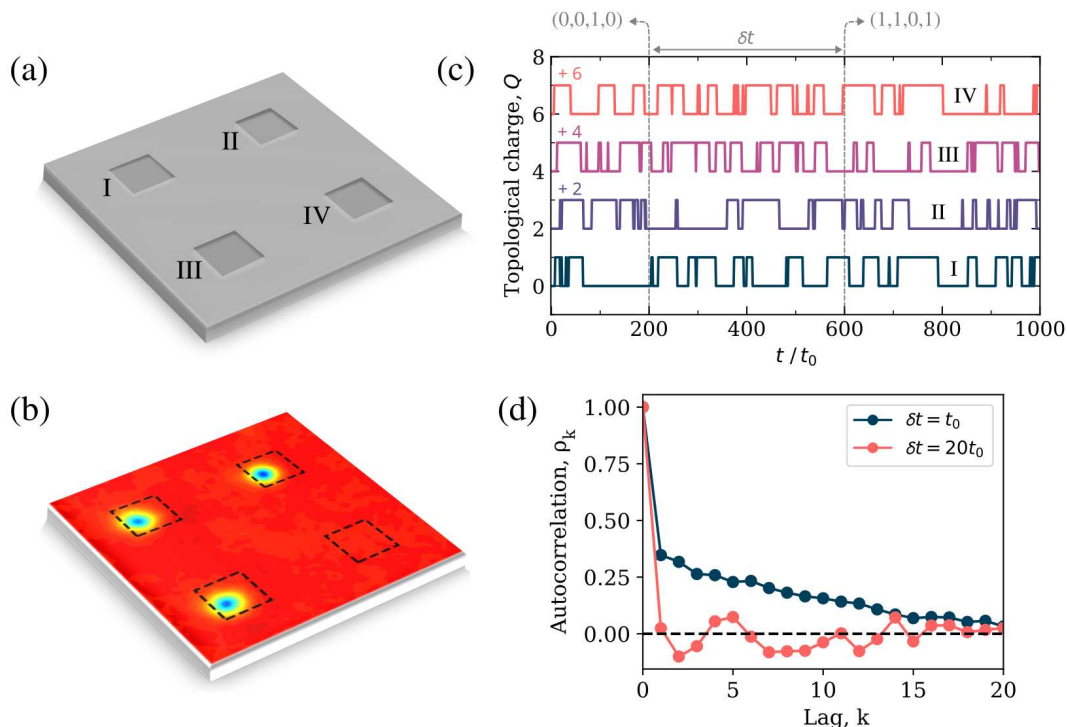 (a)
I
II
III
IV
(b)
(c)
(0,0,1,0)
δt
(1,1,0,1)
Topological charge, Q
8
6
4
2
0
+ 6
+ 4
+ 2
IV
III
II
I
0
200
400
600
800
1000
t / t₀
(d)
Autocorrelation, ρₖ
1.00
0.75
0.50
0.25
0.00
δt = t₀
δt = 20t₀
0
5
10
15
20
Lag, k